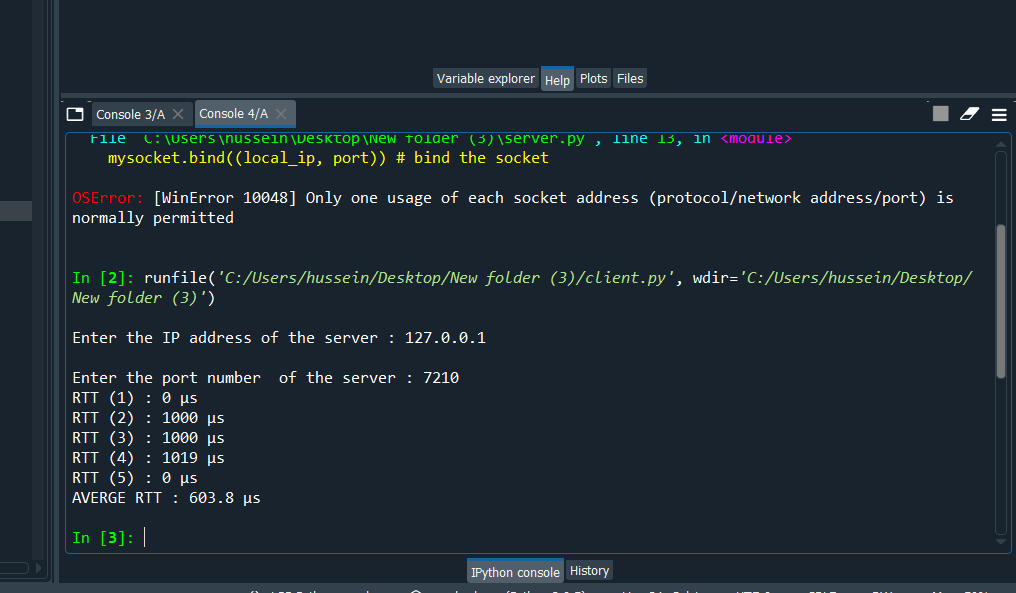 Variable explorer Help Plots Files
Console 3/A Console 4/A
File "C:\Users\hussein\Desktop\New folder (3)\server.py", line 13, in <module>
mysocket.bind((local_ip, port)) # bind the socket
OSError: [WinError 10048] Only one usage of each socket address (protocol/network address/port) is
normally permitted
In [2]: runfile('C:/Users/hussein/Desktop/New folder (3)/client.py', wdir='C:/Users/hussein/Desktop/
New folder (3)')
Enter the IP address of the server : 127.0.0.1
Enter the port number  of the server : 7210
RTT (1) : 0 µs
RTT (2) : 1000 µs
RTT (3) : 1000 µs
RTT (4) : 1019 µs
RTT (5) : 0 µs
AVERGE RTT : 603.8 µs
In [3]:
IPython console History